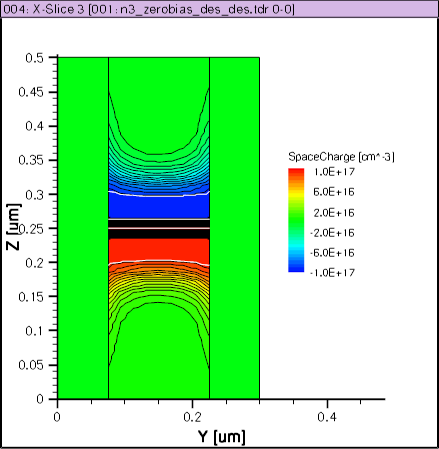 004: X-Slice 3 [001 : n3_zerobias_des_des.tdr 0-0]
0.5
0.45
0.4
0.35
0.3
0.25
0.2
0.15
0.1
0.05
0
Z [um]
SpaceCharge [cm^-3]
1.0E+17
6.0E+16
2.0E+16
-2.0E+16
-6.0E+16
-1.0E+17
0 0.2 0.4
Y [um]